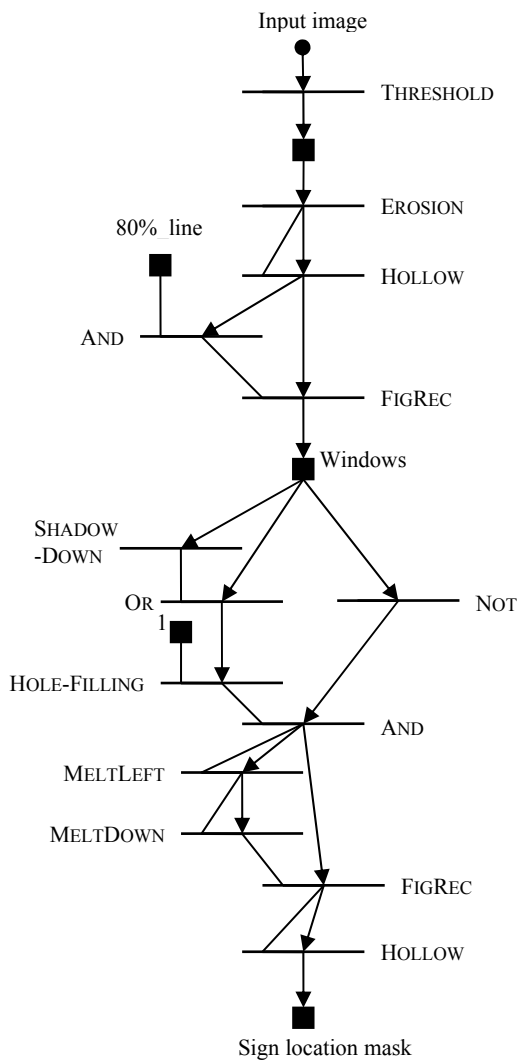 Input image
THRESHOLD
EROSION
80%_line
HOLLOW
AND
FIGREC
Windows
SHADOW
-DOWN
OR
NOT
1
HOLE-FILLING
AND
MELTLEFT
MELTDOWN
FIGREC
HOLLOW
Sign location mask